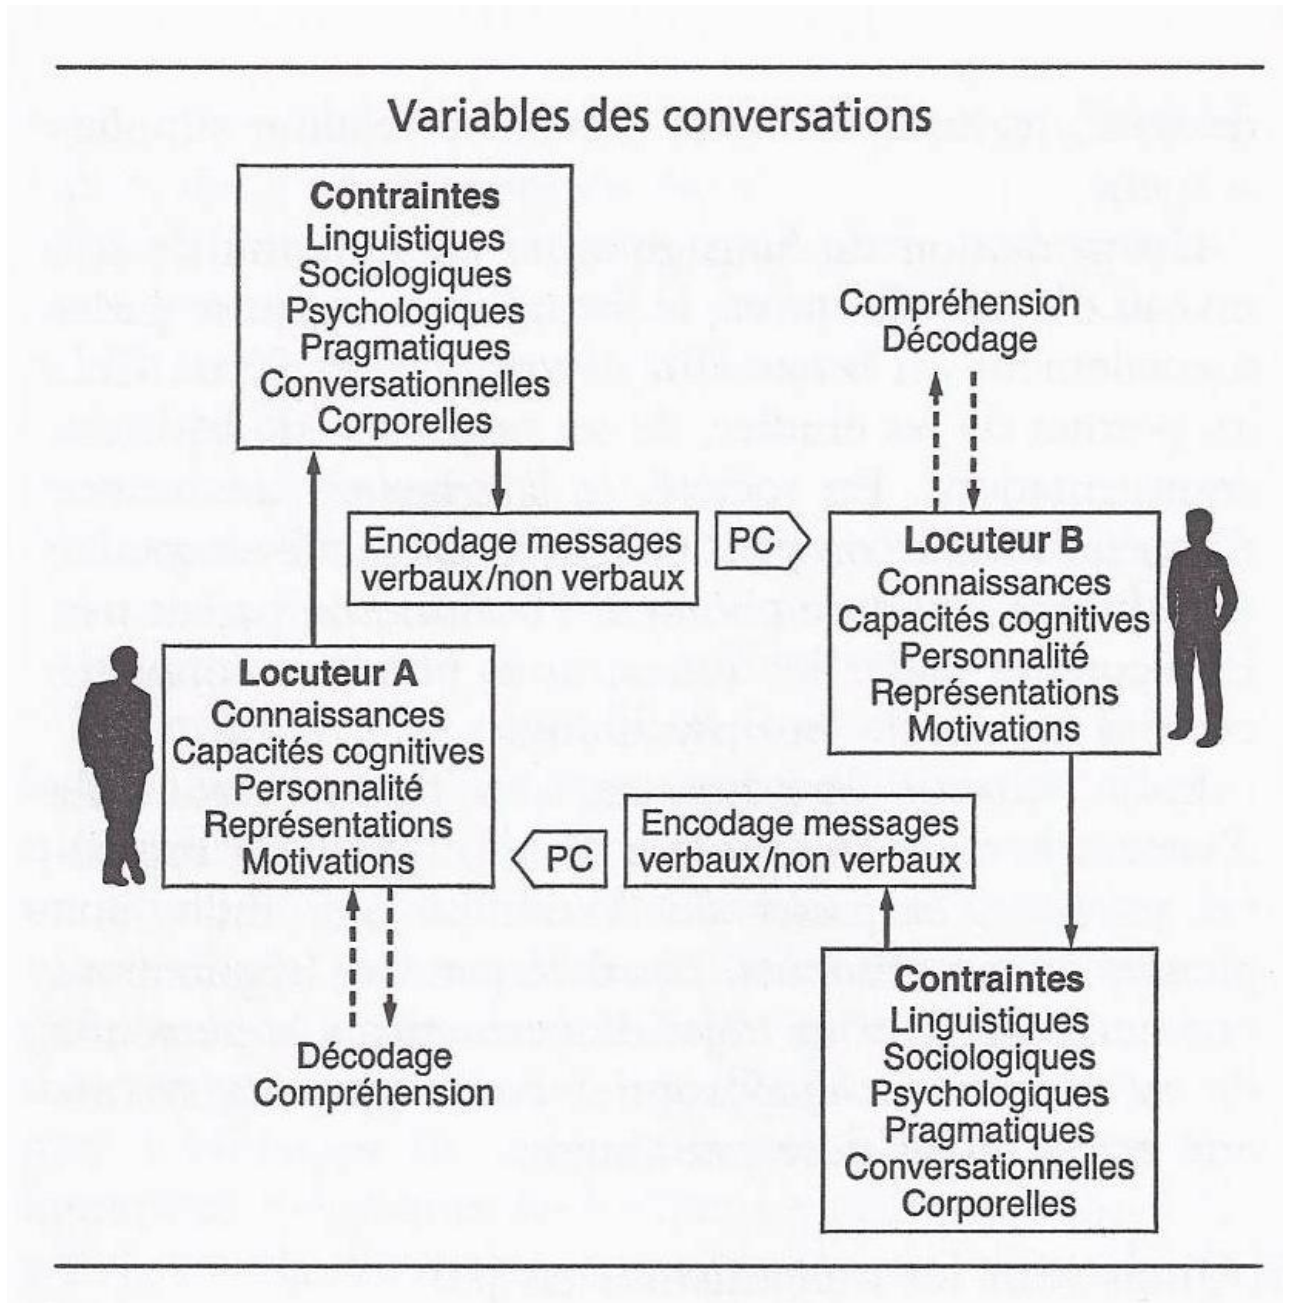 Variables des conversations
Contraintes
Linguistiques
Sociologiques
Psychologiques
Pragmatiques
Conversationnelles
Corporelles
Compréhension
Décodage
Encodage messages
verbaux/non verbaux
PC
Locuteur B
Connaissances
Capacités cognitives
Personnalité
Représentations
Motivations
Locuteur A
Connaissances
Capacités cognitives
Personnalité
Représentations
Motivations
PC
Encodage messages
verbaux/non verbaux
Décodage
Compréhension
Contraintes
Linguistiques
Sociologiques
Psychologiques
Pragmatiques
Conversationnelles
Corporelles